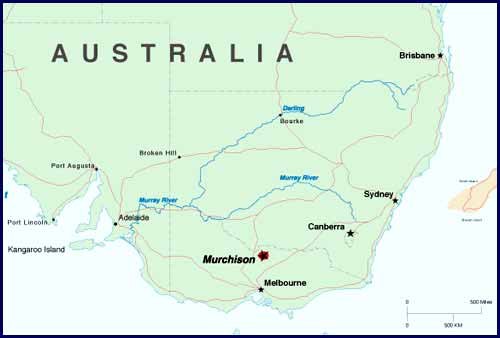 AUSTRALIA
Brisbane
Darling
Bourke
Broken Hill
Port Augusta
Murray River
Murray River
Sydney
Port Lincoln
Adelaide
Canberra
Kangaroo Island
Murchison
Melbourne
0 500 Miles
0 500 KM